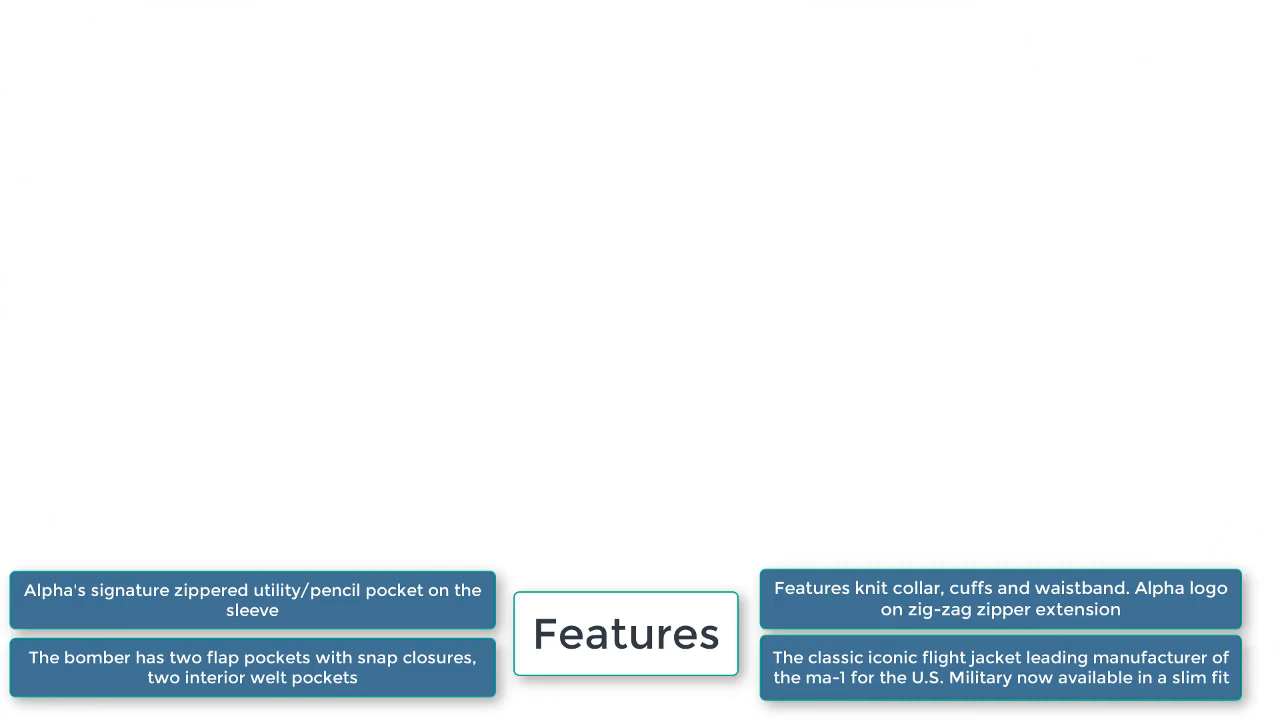 Alpha's signature zippered utility/pencil pocket on the
sleeve
The bomber has two flap pockets with snap closures,
two interior welt pockets
Features
Features knit collar, cuffs and waistband. Alpha logo
on zig-zag zipper extension
The classic iconic flight jacket leading manufacturer of
the ma-1 for the U.S. Military now available in a slim fit